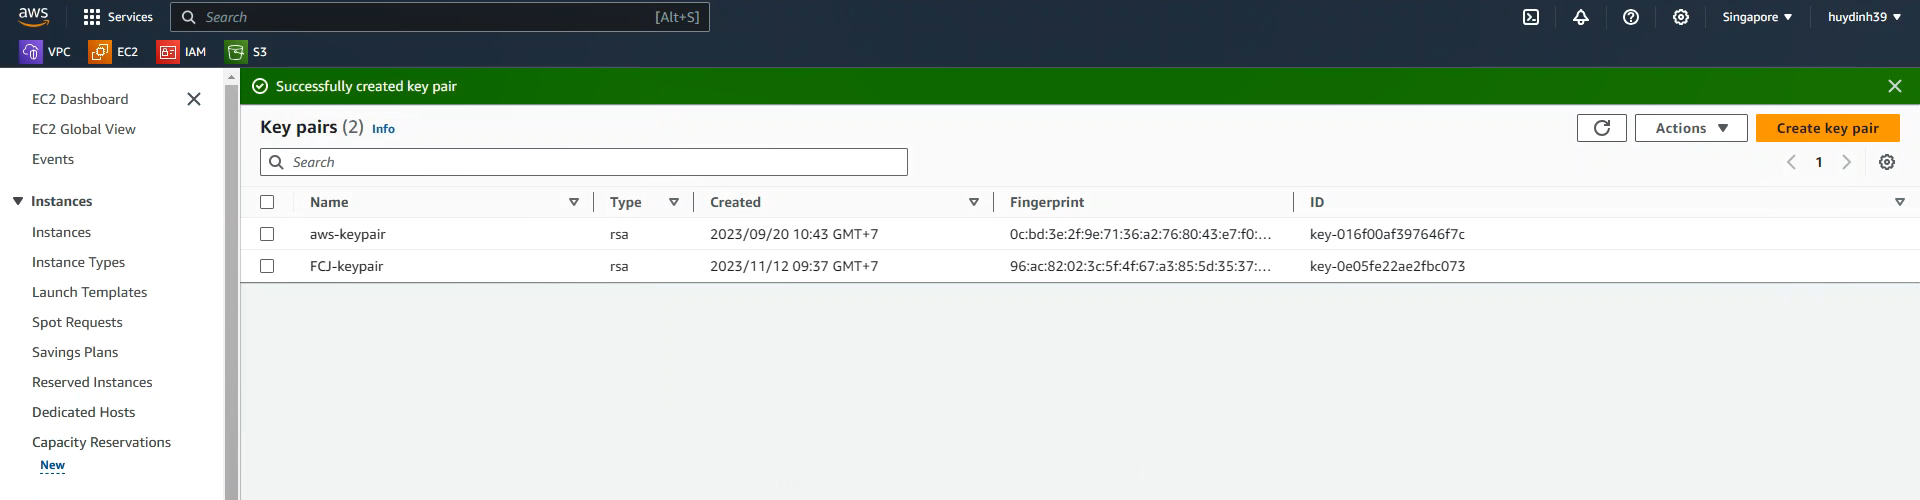 aws
Services
Search
[Alt+S]
Singapore
huydinh39
VPC
EC2
IAM
S3
EC2 Dashboard
EC2 Global View
Events
Instances
Instances
Instance Types
Launch Templates
Spot Requests
Savings Plans
Reserved Instances
Dedicated Hosts
Capacity Reservations
New
Successfully created key pair
Key pairs (2) Info
Actions
Create key pair
Search
1
Name Type Created Fingerprint ID
aws-keypair rsa 2023/09/20 10:43 GMT+7 0c:bd:3e:2f:9e:71:36:a2:76:80:43:e7:f0:... key-016f00af397646f7c
FCJ-keypair rsa 2023/11/12 09:37 GMT+7 96:ac:82:02:3c:5f:4f:67:a3:85:5d:35:37:... key-0e05fe22ae2fbc073